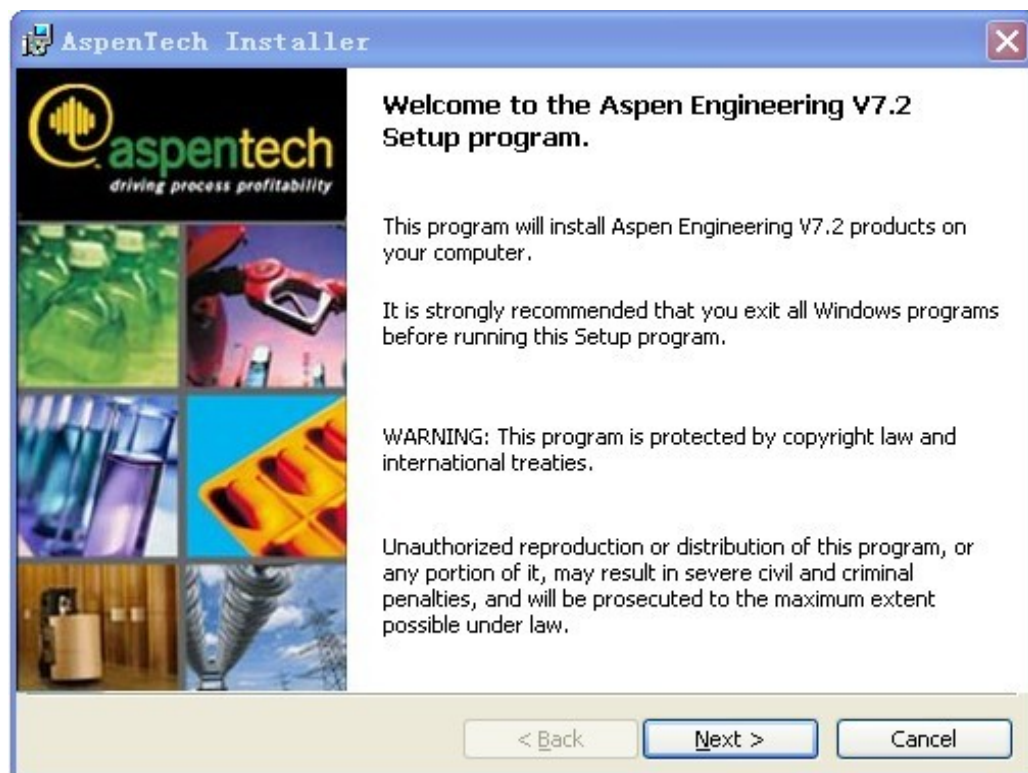 AspenTech Installer
aspentech
driving process profitability
Welcome to the Aspen Engineering V7.2
Setup program.
This program will install Aspen Engineering V7.2 products on
your computer.
It is strongly recommended that you exit all Windows programs
before running this Setup program.
WARNING: This program is protected by copyright law and
international treaties.
Unauthorized reproduction or distribution of this program, or
any portion of it, may result in severe civil and criminal
penalties, and will be prosecuted to the maximum extent
possible under law.
< Back Next > Cancel